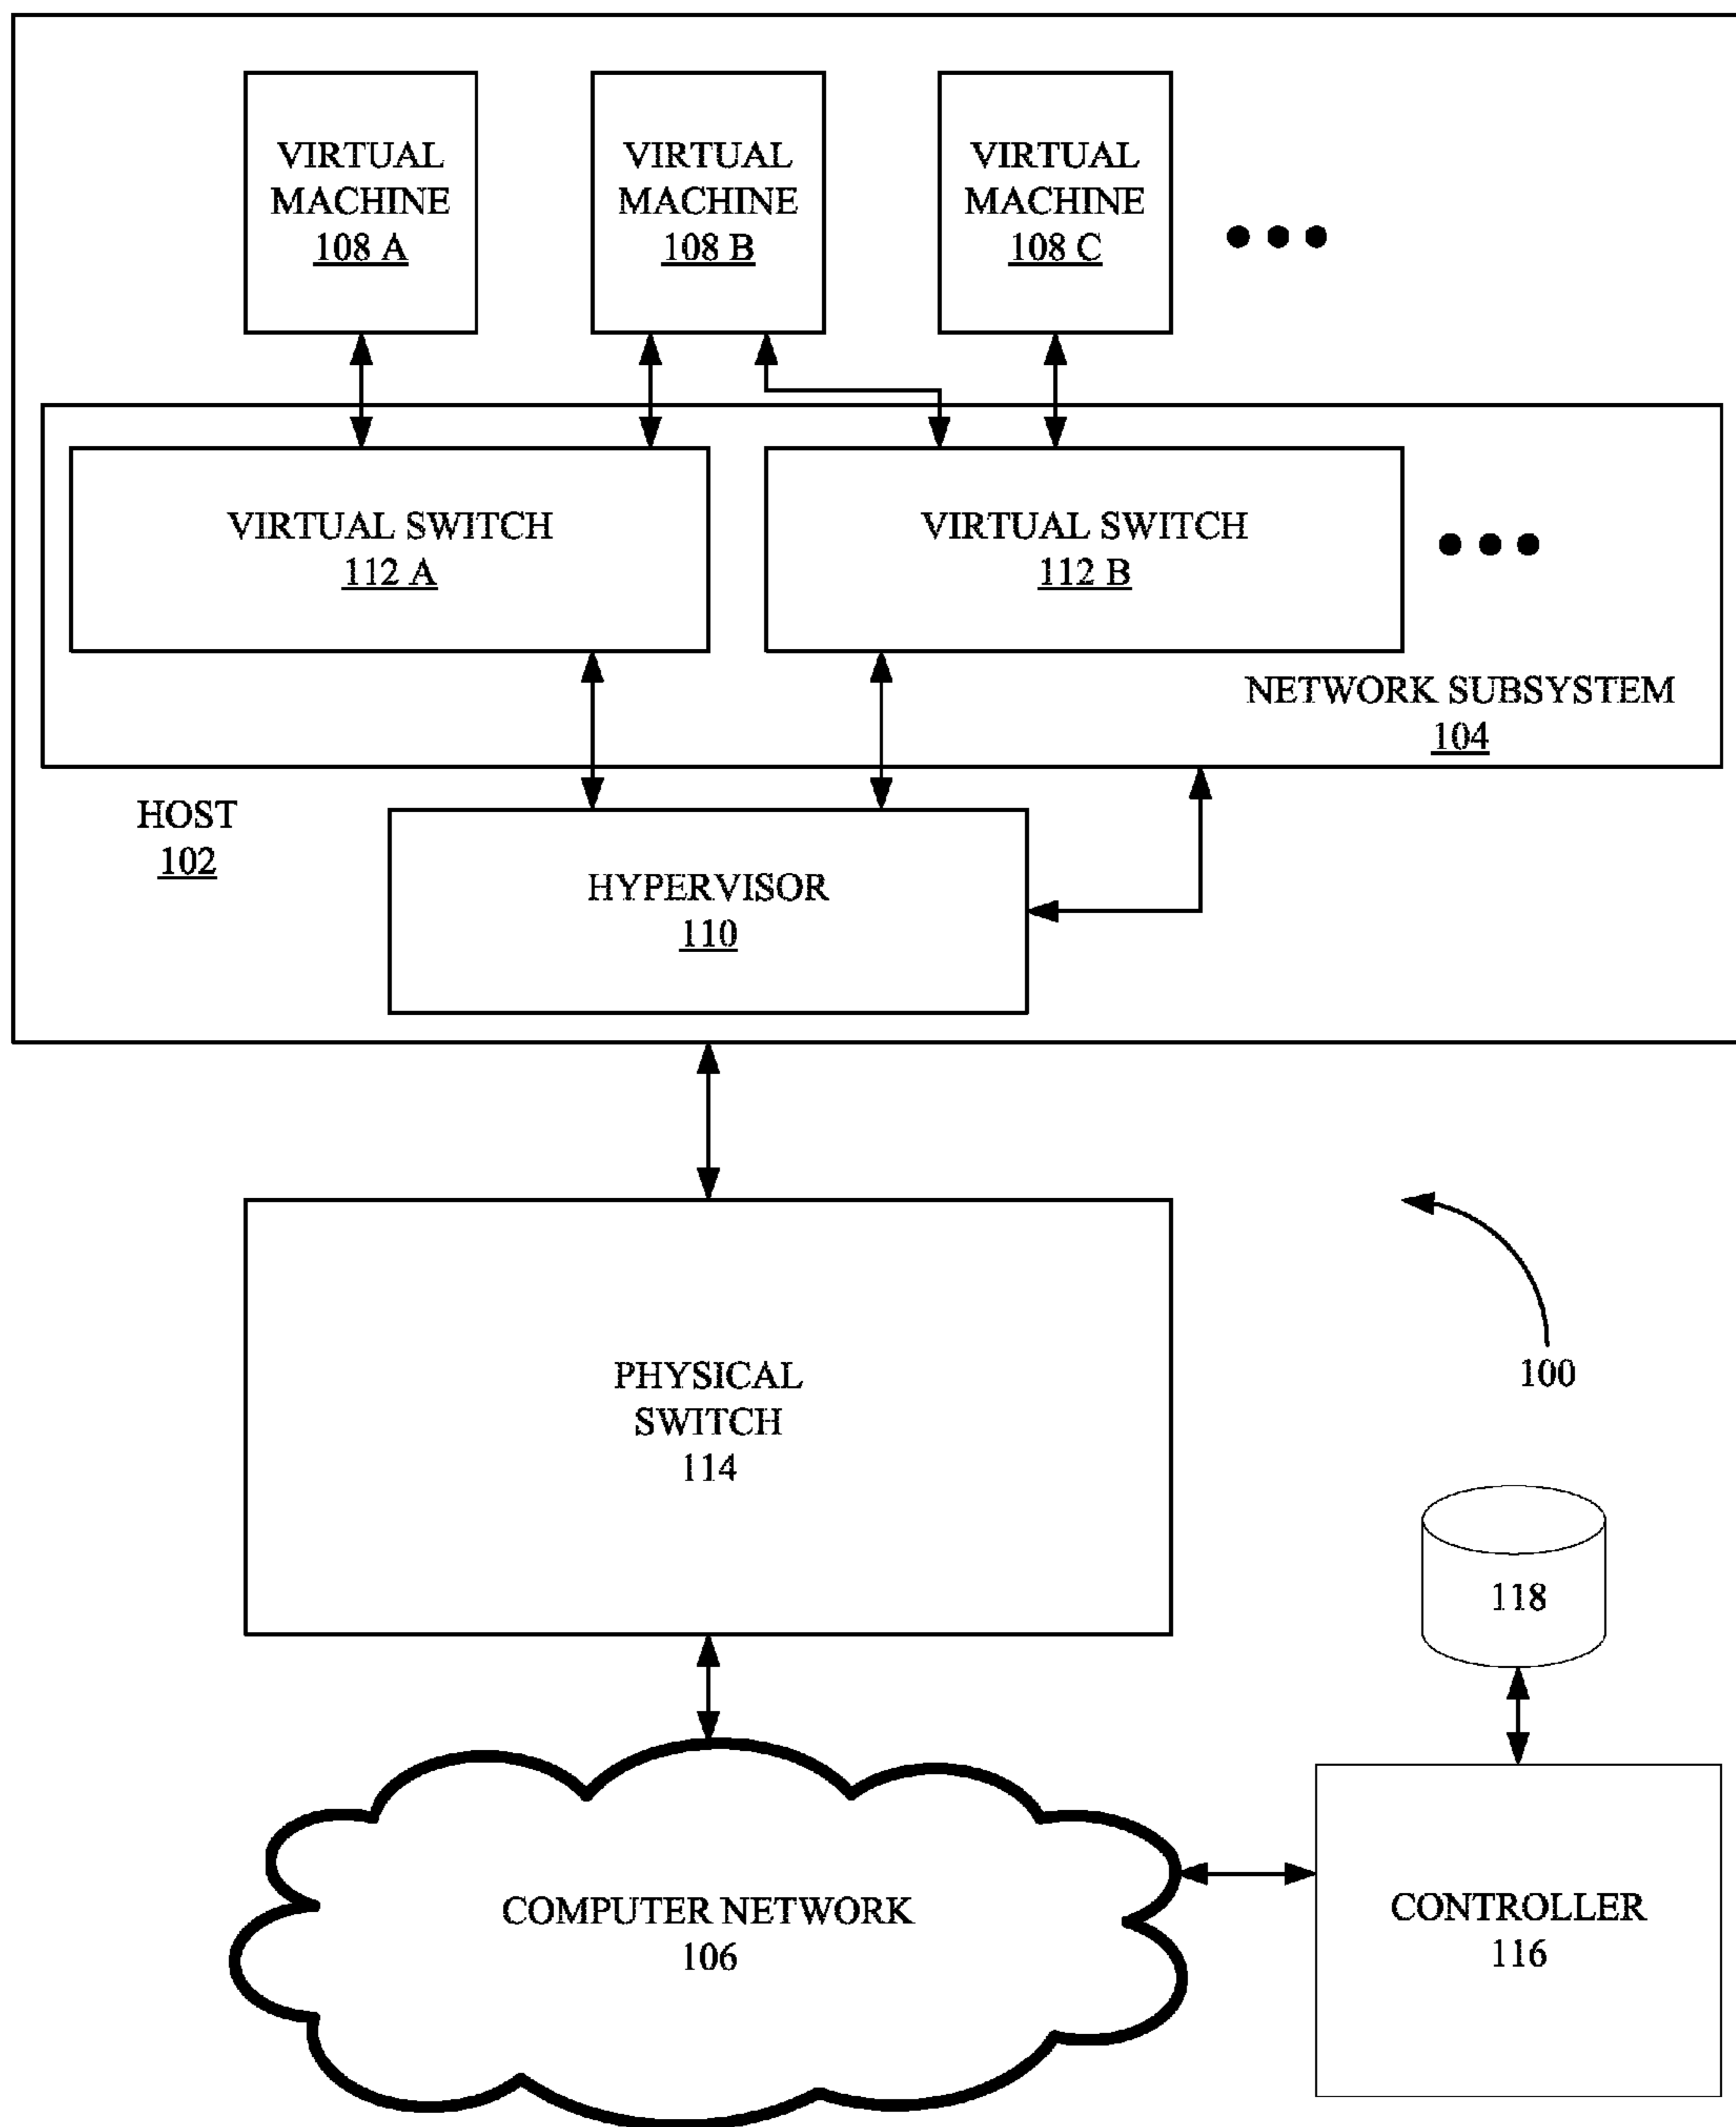 VIRTUAL
MACHINE
108 A
VIRTUAL
MACHINE
108 B
VIRTUAL
MACHINE
108 C
VIRTUAL SWITCH
112 A
VIRTUAL SWITCH
112 B
NETWORK SUBSYSTEM
104
HOST
102
HYPERVISOR
110
PHYSICAL
SWITCH
114
100
118
COMPUTER NETWORK
106
CONTROLLER
116